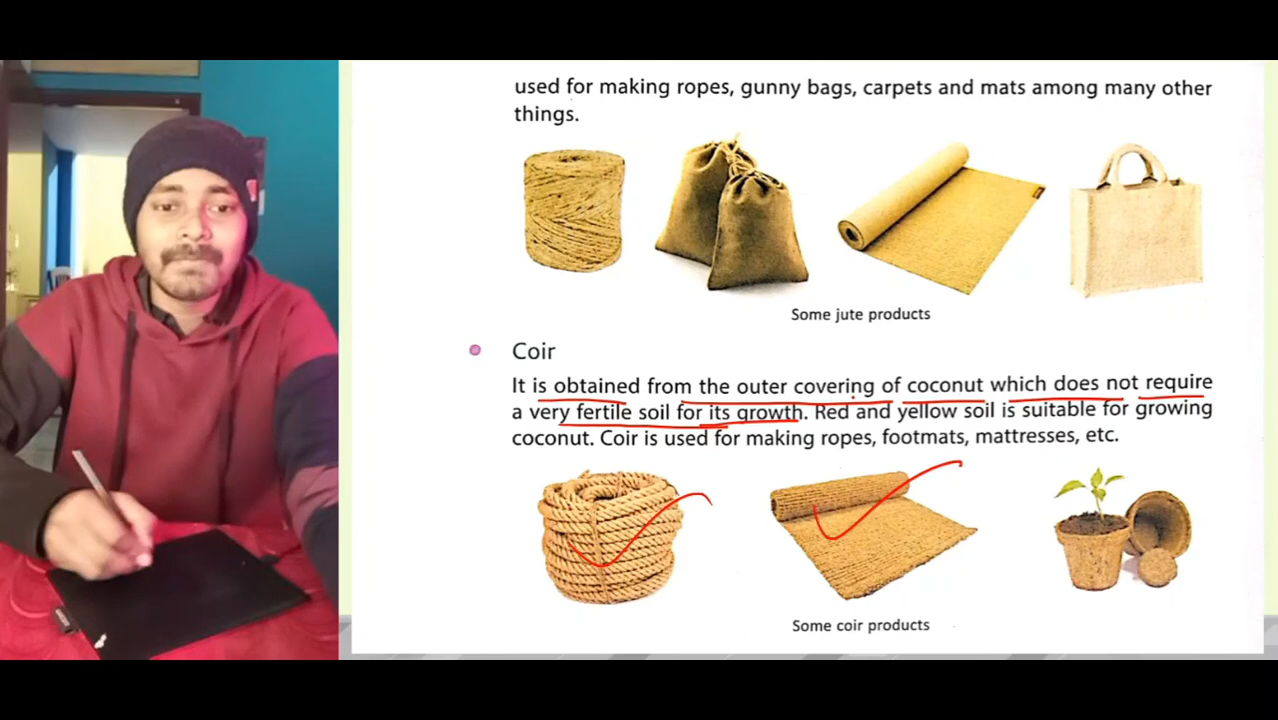 used for making ropes, gunny bags, carpets and mats among many other
things.
Some jute products
Coir
It is obtained from the outer covering of coconut which does not require
a very fertile soil for its growth. Red and yellow soil is suitable for growing
coconut. Coir is used for making ropes, footmats, mattresses, etc.
Some coir products